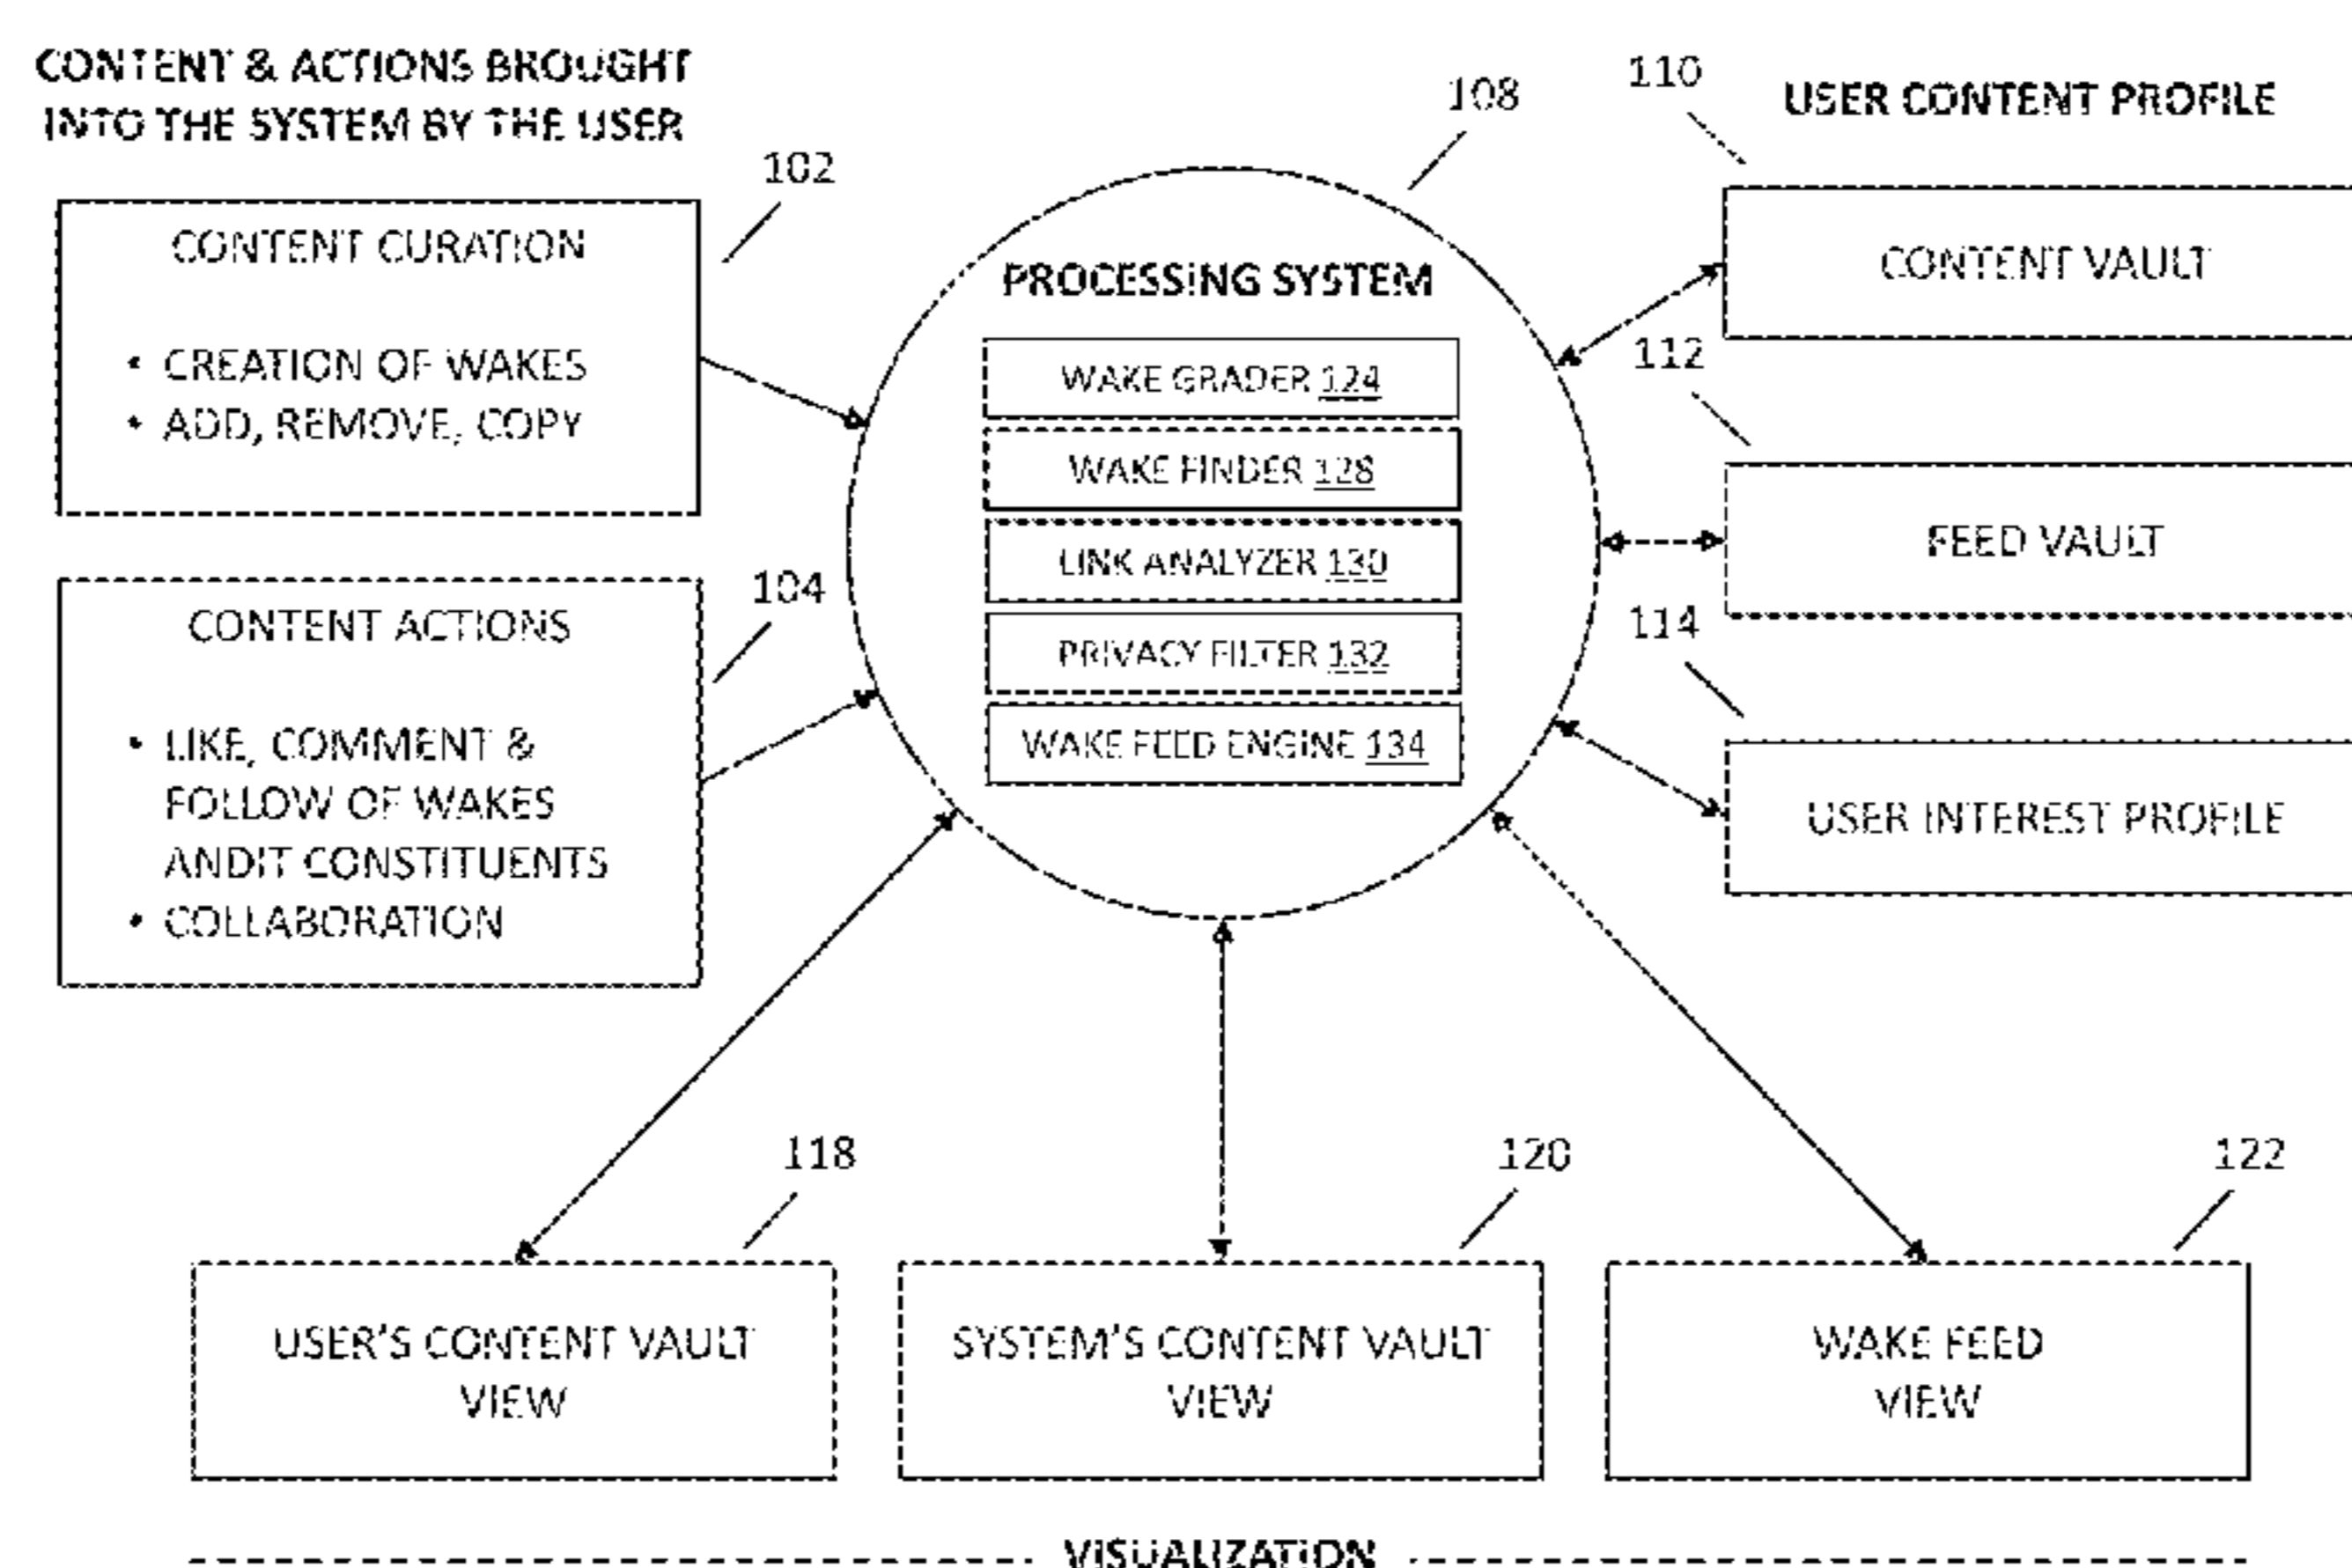 CONTENT & ACTIONS BROUGHT
INTO THE SYSTEM BY THE USER
102
CONTENT CURATION
• CREATION OF WAKES
• ADD, REMOVE, COPY
104
CONTENT ACTIONS
• LIKE, COMMENT &
FOLLOW OF WAKES
ANDIT CONSTITUENTS
• COLLABORATION
108
PROCESSING SYSTEM
WAKE GRADER 124
WAKE FINDER 128
LINK ANALYZER 130
PRIVACY FILTER 132
WAKE FEED ENGINE 134
110
USER CONTENT PROFILE
CONTENT VAULT
112
FEED VAULT
114
USER INTEREST PROFILE
118
USER'S CONTENT VAULT
VIEW
120
SYSTEM'S CONTENT VAULT
VIEW
122
WAKE FEED
VIEW
VISUALIZATION